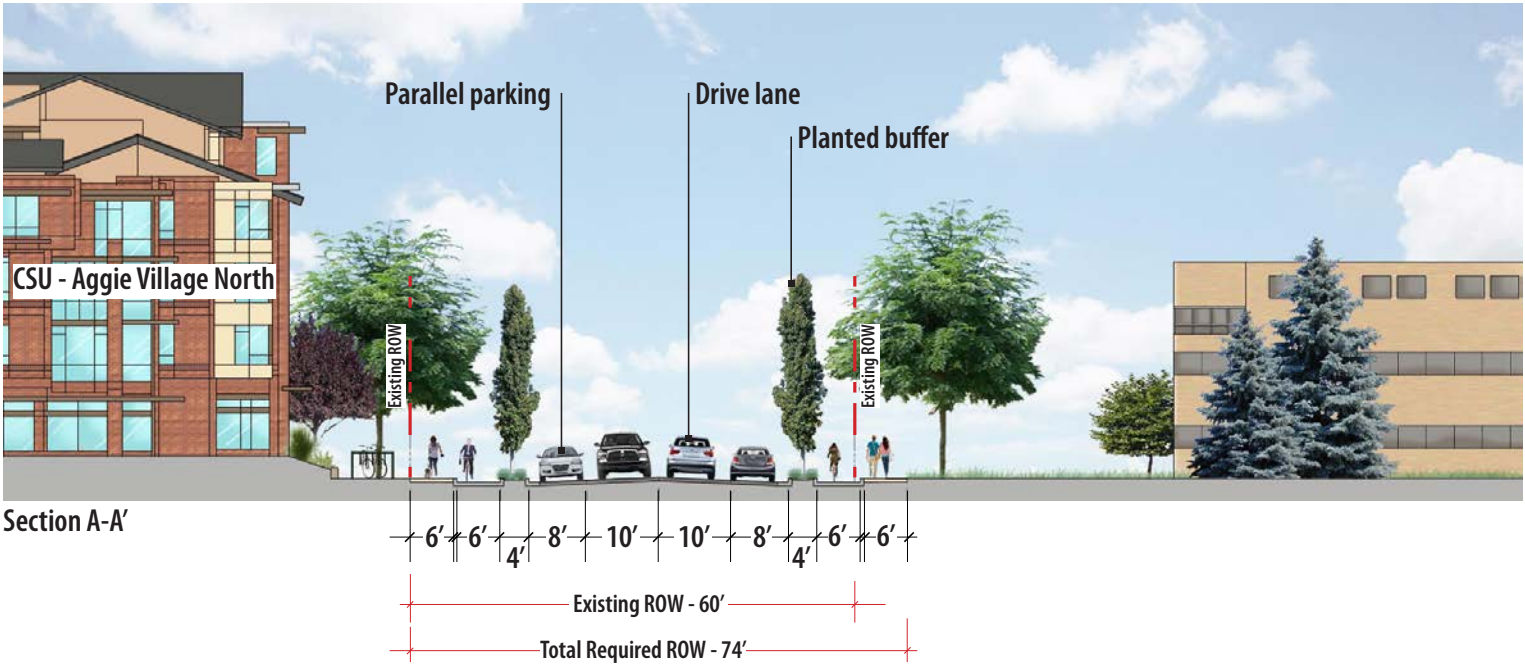 Parallel parking
Drive lane
Planted buffer
CSU - Aggie Village North
Existing ROW
Existing ROW
Section A-A’
6’ 6’ 4’ 8’ 10’ 10’ 8’ 4’ 6’ 6’
Existing ROW - 60’
Total Required ROW - 74’